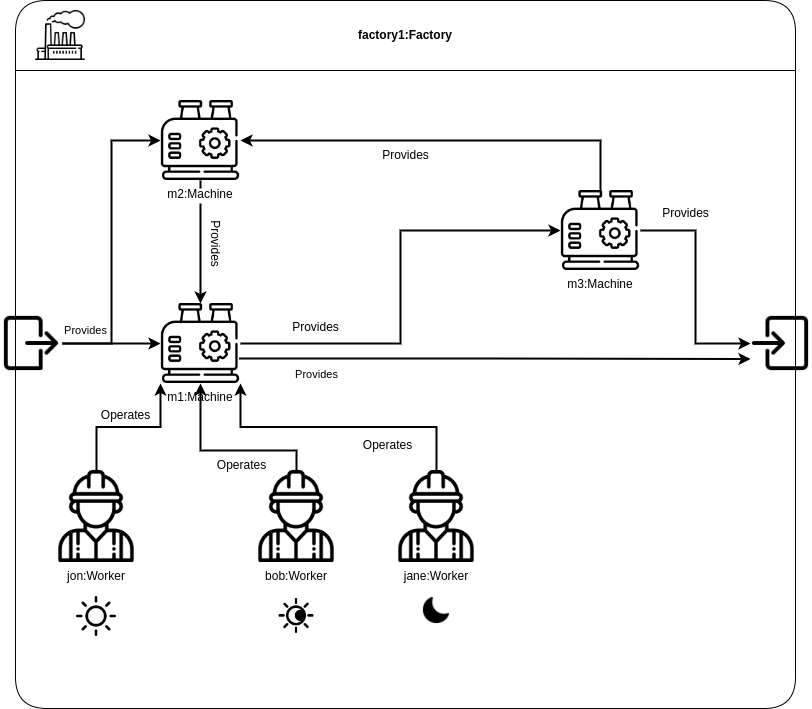 factory1:Factory
Provides
m2:Machine
Provides
Provides
m3:Machine
Provides
Provides
Provides
m1:Machine
Operates
Operates
Operates
jon:Worker
bob:Worker
jane:Worker